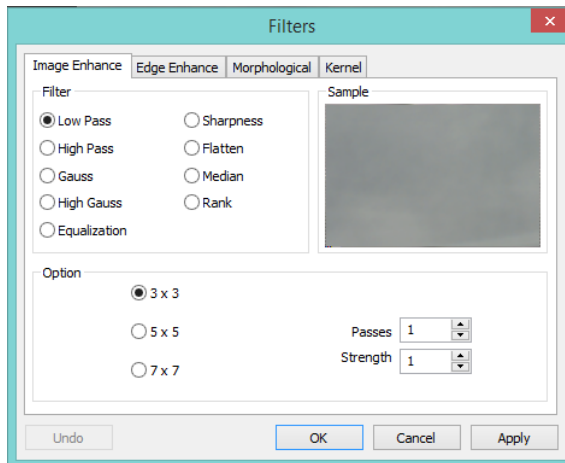 Filters
Image Enhance Edge Enhance Morphological Kernel
Filter Sample
Low Pass Sharpness
High Pass Flatten
Gauss Median
High Gauss Rank
Equalization
Option
3 x 3
5 x 5 Passes 1
Strength 1
7 x 7
Undo OK Cancel Apply